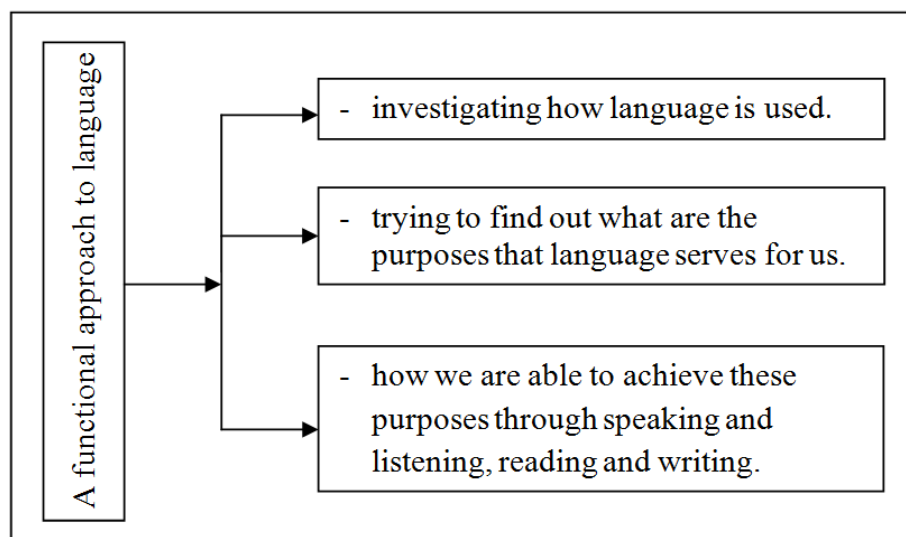 A functional approach to language
- investigating how language is used.
- trying to find out what are the
purposes that language serves for us.
- how we are able to achieve these
purposes through speaking and
listening, reading and writing.